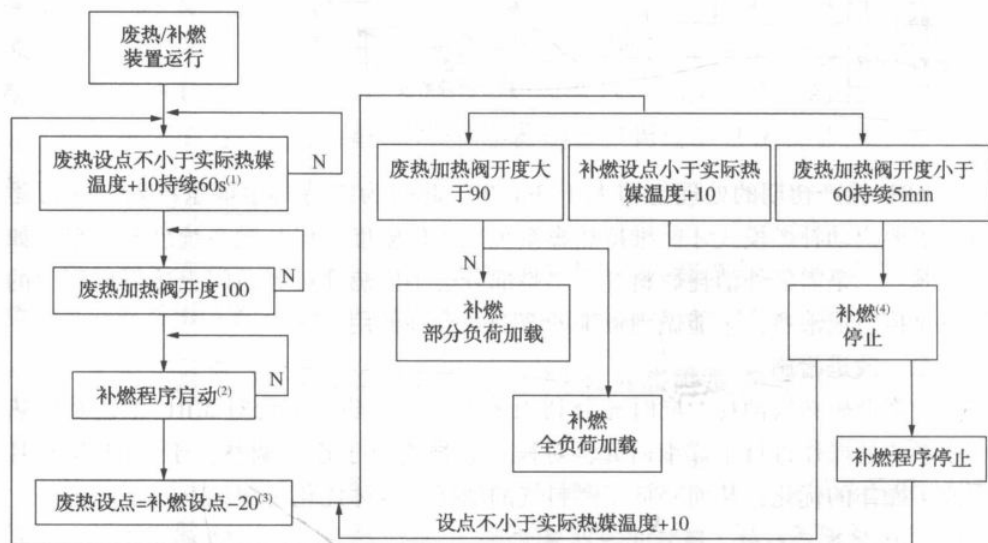 废热/补燃
装置运行
废热设点不小于实际热媒
温度+10持续60s(1)
N
废热加热阀开度100
N
补燃程序启动(2)
N
废热设点=补燃设点-20(3)
废热加热阀开度大
于90
补燃设点小于实际热
媒温度+10
废热加热阀开度小于
60持续5min
N
补燃
部分负荷加载
补燃
全负荷加载
补燃(4)
停止
补燃程序停止
设点不小于实际热媒温度+10